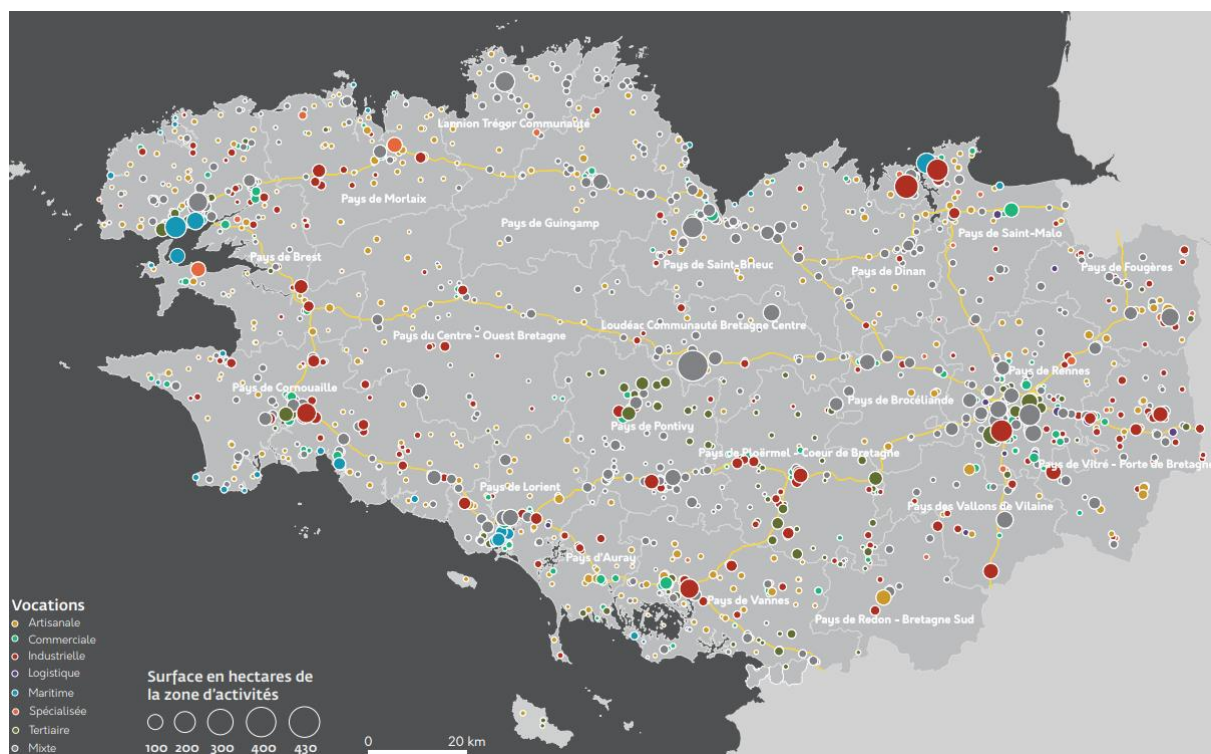 Lannion Trégor Communauté
Pays de Morlaix
Pays de Guingamp
Pays de Saint-Malo
Pays de Brest
Pays de Saint-Brieuc
Pays de Dinan
Pays de Fougères
Loudéac Communauté Bretagne Centre
Pays du Centre - Ouest Bretagne
Pays de Rennes
Pays de Cornouaille
Pays de Brocéliande
Pays de Pontivy
Pays de Ploërmel - Coeur de Bretagne
Pays de Vitré - Porte de Bretagne
Pays de Lorient
Pays des Vallons de Vilaine
Pays d'Auray
Pays de Vannes
Pays de Redon - Bretagne Sud
Vocations
Artisanale
Commerciale
Industrielle
Logistique
Maritime
Spécialisée
Tertiaire
Mixte
Surface en hectares de
la zone d'activités
100 200 300 400 430
0 20 km